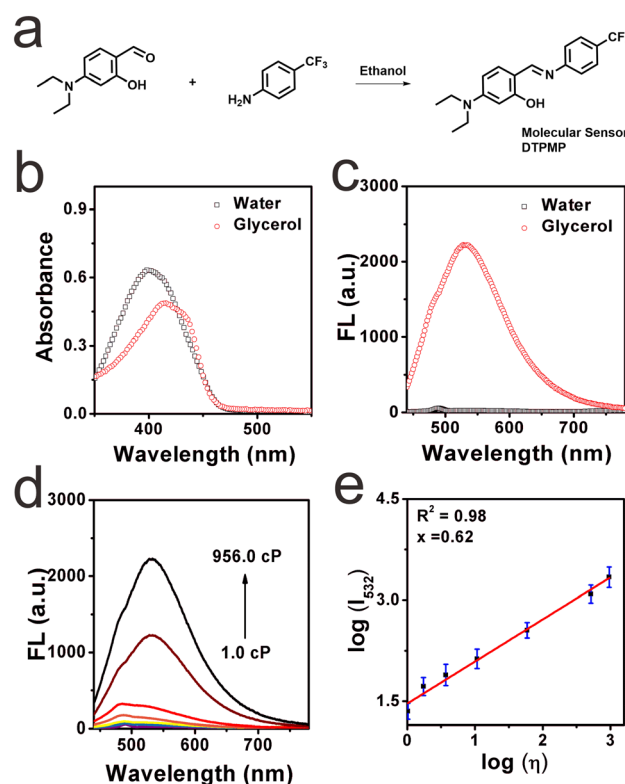 a
O
OH
N
+
CF3
H2N
Ethanol
CF
N
OH
N
Molecular Sensor
DTPMP
b
Water
Glycerol
0.9
0.6
0.3
0.0
400
500
Absorbance
Wavelength (nm)
c
Water
Glycerol
3000
2000
1000
0
500
600
700
FL (a.u.)
Wavelength (nm)
d
3000
2000
1000
0
956.0 cP
1.0 cP
500
600
700
FL (a.u.)
Wavelength (nm)
e
R² = 0.98
x =0.62
4.5
3.0
1.5
0
1
2
3
log (I532)
log (η)